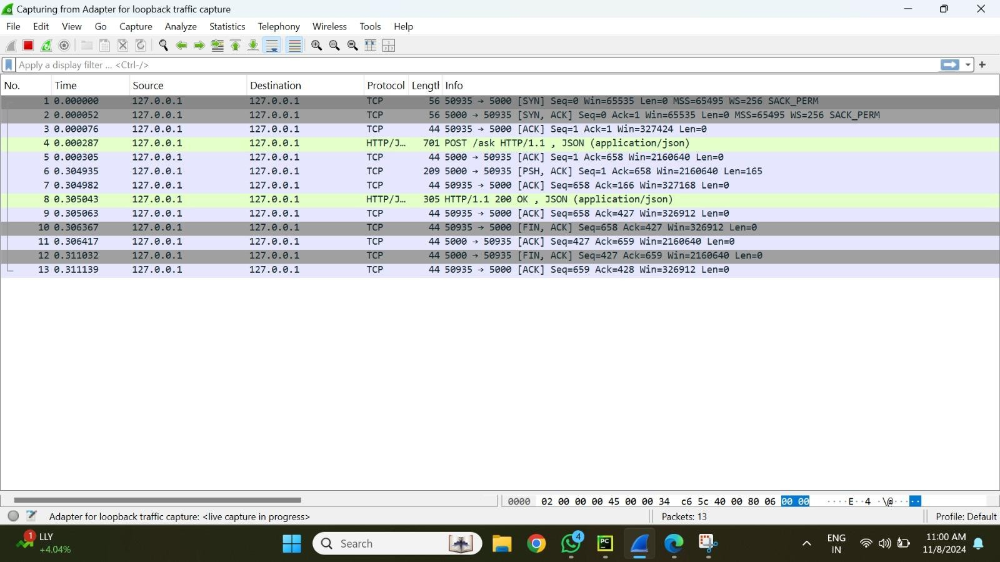 Capturing from Adapter for loopback traffic capture
File Edit View Go Capture Analyze Statistics Telephony Wireless Tools Help
Apply a display filter ... <Ctrl-/>
No. Time Source Destination Protocol Length Info
1 0.000000 127.0.0.1 127.0.0.1 TCP 56 50935 → 5000 [SYN] Seq=0 Win=65535 Len=0 MSS=65495 WS=256 SACK_PERM
2 0.000052 127.0.0.1 127.0.0.1 TCP 56 5000 → 50935 [SYN, ACK] Seq=0 Ack=1 Win=65535 Len=0 MSS=65495 WS=256 SACK_PERM
3 0.000076 127.0.0.1 127.0.0.1 TCP 44 50935 → 5000 [ACK] Seq=1 Ack=1 Win=327424 Len=0
4 0.000287 127.0.0.1 127.0.0.1 HTTP/J… 701 POST /ask HTTP/1.1 , JSON (application/json)
5 0.000305 127.0.0.1 127.0.0.1 TCP 44 5000 → 50935 [ACK] Seq=1 Ack=658 Win=2160640 Len=0
6 0.304935 127.0.0.1 127.0.0.1 TCP 209 5000 → 50935 [PSH, ACK] Seq=1 Ack=658 Win=2160640 Len=165
7 0.304982 127.0.0.1 127.0.0.1 TCP 44 50935 → 5000 [ACK] Seq=658 Ack=166 Win=327168 Len=0
8 0.305043 127.0.0.1 127.0.0.1 HTTP/J… 305 HTTP/1.1 200 OK , JSON (application/json)
9 0.305063 127.0.0.1 127.0.0.1 TCP 44 50935 → 5000 [ACK] Seq=658 Ack=427 Win=326912 Len=0
10 0.306367 127.0.0.1 127.0.0.1 TCP 44 50935 → 5000 [FIN, ACK] Seq=658 Ack=427 Win=326912 Len=0
11 0.306417 127.0.0.1 127.0.0.1 TCP 44 5000 → 50935 [ACK] Seq=427 Ack=659 Win=2160640 Len=0
12 0.311032 127.0.0.1 127.0.0.1 TCP 44 5000 → 50935 [FIN, ACK] Seq=427 Ack=659 Win=2160640 Len=0
13 0.311139 127.0.0.1 127.0.0.1 TCP 44 50935 → 5000 [ACK] Seq=659 Ack=428 Win=326912 Len=0
0000 02 00 00 00 45 00 00 34 c6 5c 40 00 80 06 00 00 ····E··4 ·\@·····
Adapter for loopback traffic capture: <live capture in progress> Packets: 13 Profile: Default
1 LLY
+4.04%
Search
4
PC
ENG
IN
11:00 AM
11/8/2024